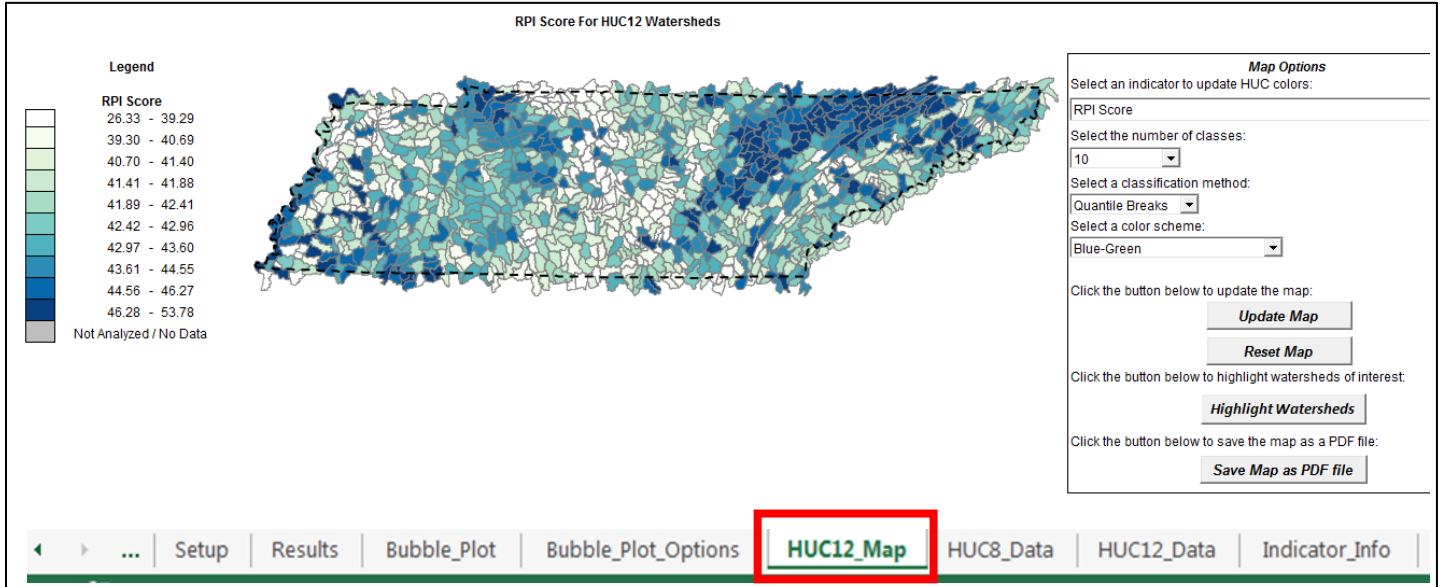 RPI Score For HUC12 Watersheds
Legend
RPI Score
26.33 - 39.29
39.30 - 40.69
40.70 - 41.40
41.41 - 41.88
41.89 - 42.41
42.42 - 42.96
42.97 - 43.60
43.61 - 44.55
44.56 - 46.27
46.28 - 53.78
Not Analyzed / No Data
Map Options
Select an indicator to update HUC colors:
RPI Score
Select the number of classes:
10
Select a classification method:
Quantile Breaks
Select a color scheme:
Blue-Green
Click the button below to update the map:
Update Map
Reset Map
Click the button below to highlight watersheds of interest:
Highlight Watersheds
Click the button below to save the map as a PDF file:
Save Map as PDF file
... Setup Results Bubble_Plot Bubble_Plot_Options HUC12_Map HUC8_Data HUC12_Data Indicator_Info